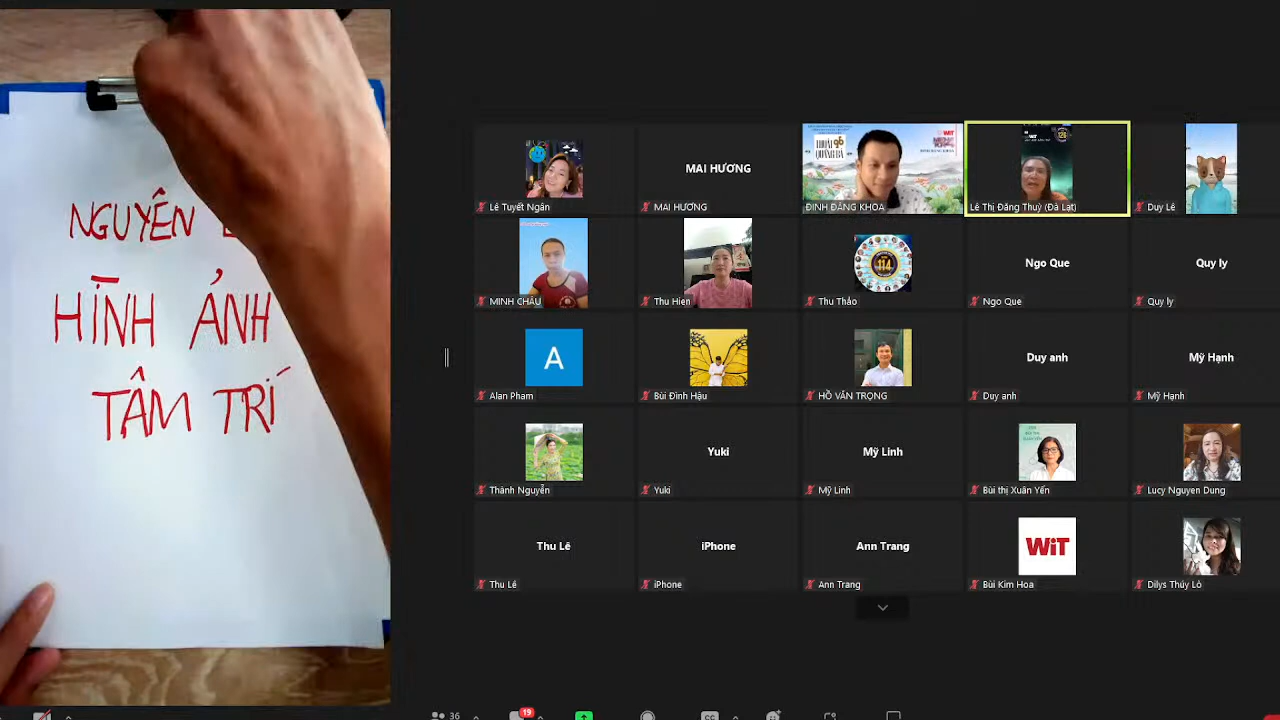 NGUYÊN
HÌNH ẢNH
TÂM TRÍ
Lê Tuyết Ngân
MAI HƯƠNG
MAI HƯƠNG
ĐINH ĐĂNG KHOA
Lê Thị Đăng Thuỷ (Đà Lạt)
Duy Lê
MINH CHÂU
Thu Hien
114
Thu Thảo
Ngo Que
Ngo Que
Quy ly
Quy ly
A
Alan Pham
Bùi Đình Hậu
HỒ VĂN TRỌNG
Duy anh
Duy anh
Mỹ Hạnh
Mỹ Hạnh
Thành Nguyễn
Yuki
Yuki
Mỹ Linh
Mỹ Linh
Bùi thị Xuân Yến
Lucy Nguyen Dung
Thu Lê
Thu Lê
iPhone
iPhone
Ann Trang
Ann Trang
WiT
Bùi Kim Hoa
Dilys Thúy Lò
36
19